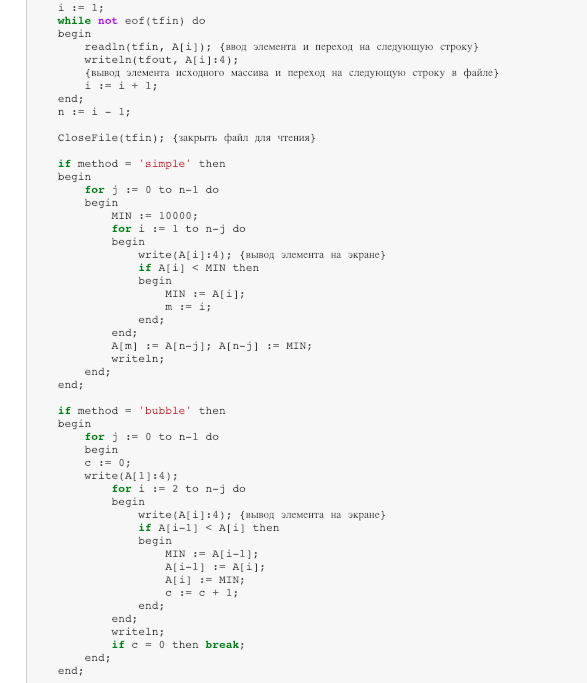 i := 1;
while not eof(tfin) do
begin
    readln(tfin, A[i]); {ввод элемента и переход на следующую строку}
    writeln(tfout, A[i]:4);
    {вывод элемента исходного массива и переход на следующую строку в файле}
    i := i + 1;
end;
n := i - 1;

CloseFile(tfin); {закрыть файл для чтения}

if method = 'simple' then
begin
    for j := 0 to n-1 do
    begin
        MIN := 10000;
        for i := 1 to n-j do
        begin
            write(A[i]:4); {вывод элемента на экране}
            if A[i] < MIN then
            begin
                MIN := A[i];
                m := i;
            end;
        end;
        A[m] := A[n-j]; A[n-j] := MIN;
        writeln;
    end;
end;

if method = 'bubble' then
begin
    for j := 0 to n-1 do
    begin
    c := 0;
    write(A[1]:4);
        for i := 2 to n-j do
        begin
            write(A[i]:4); {вывод элемента на экране}
            if A[i-1] < A[i] then
            begin
                MIN := A[i-1];
                A[i-1] := A[i];
                A[i] := MIN;
                c := c + 1;
            end;
        end;
        writeln;
        if c = 0 then break;
    end;
end;